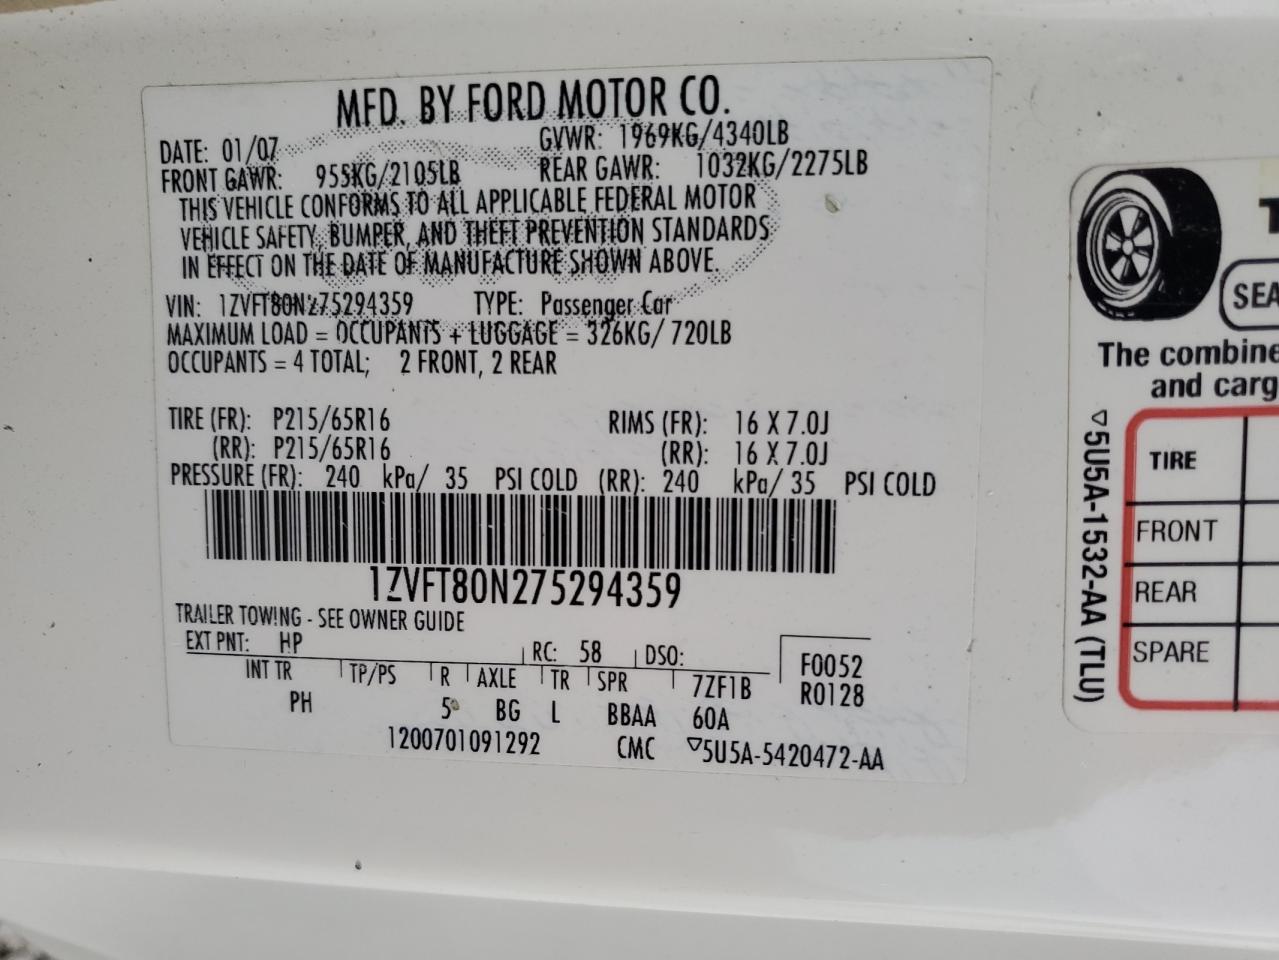 MFD. BY FORD MOTOR CO.
DATE: 01/07 GVWR: 1969KG/4340LB
FRONT GAWR: 955KG/2105LB REAR GAWR: 1032KG/2275LB
THIS VEHICLE CONFORMS TO ALL APPLICABLE FEDERAL MOTOR
VEHICLE SAFETY, BUMPER, AND THEFT PREVENTION STANDARDS
IN EFFECT ON THE DATE OF MANUFACTURE SHOWN ABOVE.
VIN: 1ZVFT80N275294359 TYPE: Passenger Car
MAXIMUM LOAD = OCCUPANTS + LUGGAGE = 326KG/ 720LB
OCCUPANTS = 4 TOTAL; 2 FRONT, 2 REAR
TIRE (FR): P215/65R16 RIMS (FR): 16 X 7.0J
(RR): P215/65R16 (RR): 16 X 7.0J
PRESSURE (FR): 240 kPa/ 35 PSI COLD (RR): 240 kPa/ 35 PSI COLD
1ZVFT80N275294359
TRAILER TOWING - SEE OWNER GUIDE
EXT PNT: HP RC: 58 DSO:
F0052
INT TR TP/PS R AXLE TR SPR 7ZF1B
R0128
PH 5 BG L BBAA 60A
1200701091292 CMC ▽5U5A-5420472-AA
SEA
The combine
and carg
TIRE
FRONT
REAR
SPARE
▽5U5A-1532-AA (TLU)